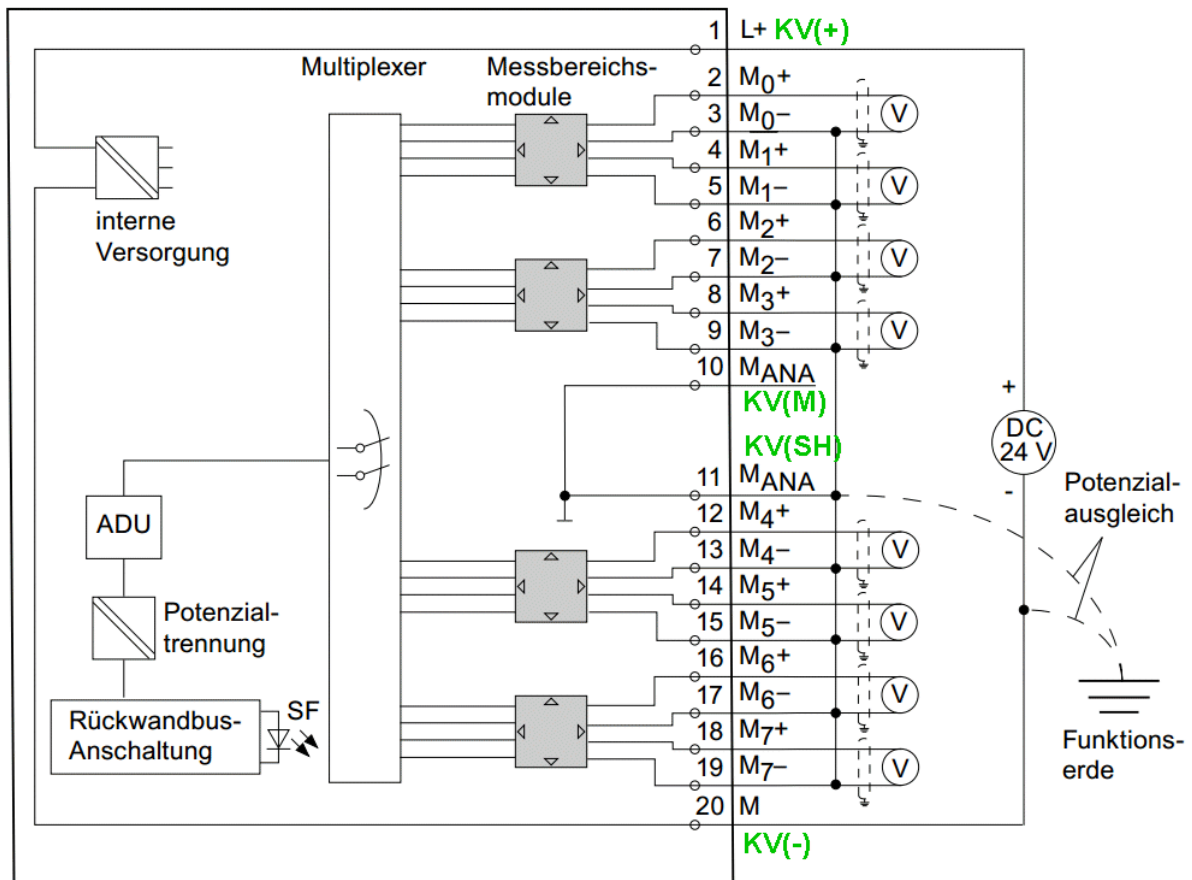 1 L+ KV(+)
Multiplexer
Messbereichs-
module
2 M0+
3 M0–
V
4 M1+
5 M1–
V
interne
Versorgung
6 M2+
7 M2–
V
8 M3+
9 M3–
V
10 MANA
KV(M)
KV(SH)
11 MANA
+
DC
24 V
-
Potenzial-
ausgleich
ADU
12 M4+
13 M4–
V
14 M5+
15 M5–
V
Potenzial-
trennung
16 M6+
17 M6–
V
Rückwandbus-
Anschaltung
SF
18 M7+
19 M7–
V
Funktions-
erde
20 M
KV(-)